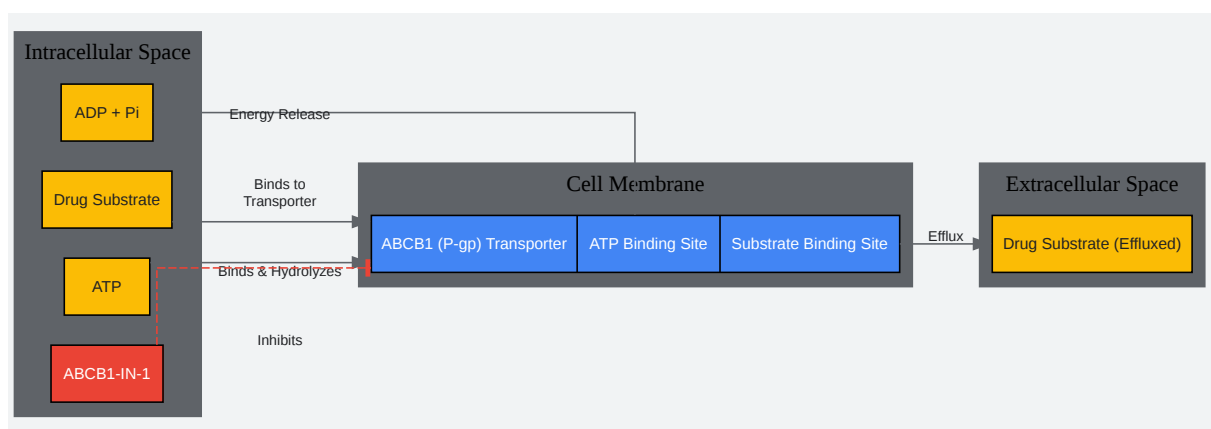 Intracellular Space
ADP + Pi
Drug Substrate
ATP
ABCB1-IN-1
Energy Release
Binds to
Transporter
Binds & Hydrolyzes
Inhibits
Cell Membrane
ABCB1 (P-gp) Transporter
ATP Binding Site
Substrate Binding Site
Efflux
Extracellular Space
Drug Substrate (Effluxed)